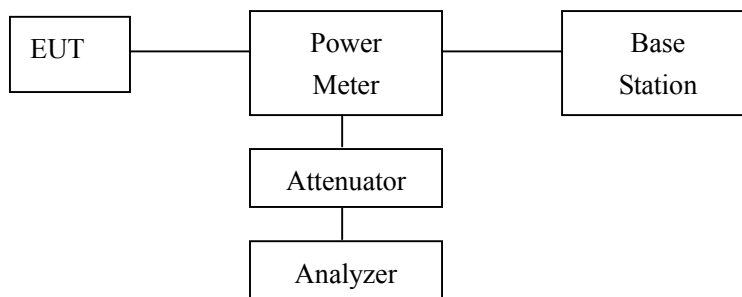 EUT
Power
Meter
Base
Station
Attenuator
Analyzer